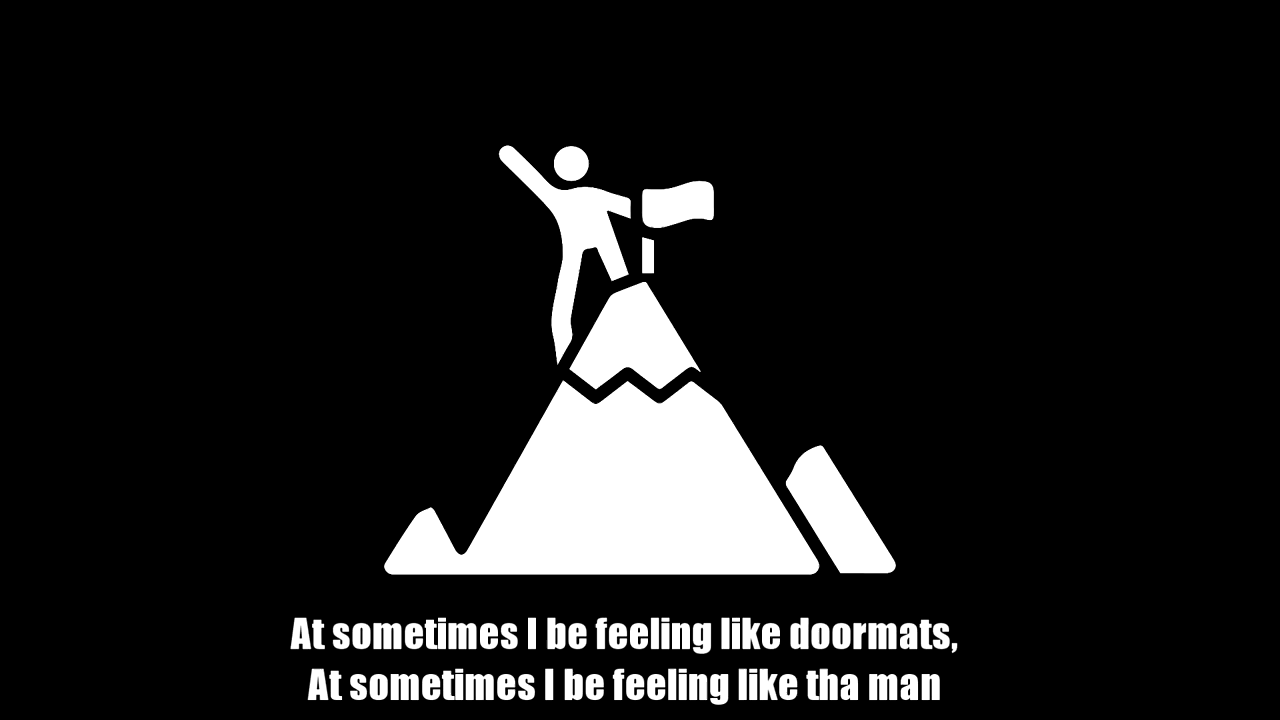 At sometimes I be feeling like doormats,
At sometimes I be feeling like tha man